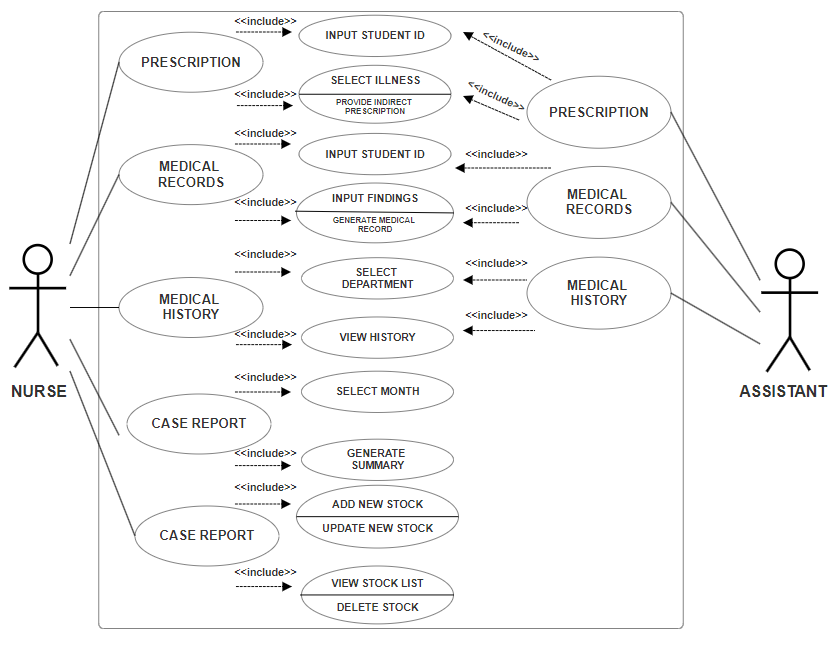 <<include>>
INPUT STUDENT ID
<<include>>
PRESCRIPTION
<<include>>
SELECT ILLNESS
PROVIDE INDIRECT
PRESCRIPTION
<<include>>
PRESCRIPTION
<<include>>
INPUT STUDENT ID
<<include>>
MEDICAL
RECORDS
<<include>>
INPUT FINDINGS
GENERATE MEDICAL
RECORD
<<include>>
MEDICAL
RECORDS
<<include>>
SELECT
DEPARTMENT
<<include>>
MEDICAL
HISTORY
MEDICAL
HISTORY
<<include>>
VIEW HISTORY
<<include>>
<<include>>
SELECT MONTH
NURSE
ASSISTANT
CASE REPORT
<<include>>
GENERATE
SUMMARY
<<include>>
ADD NEW STOCK
UPDATE NEW STOCK
CASE REPORT
<<include>>
VIEW STOCK LIST
DELETE STOCK